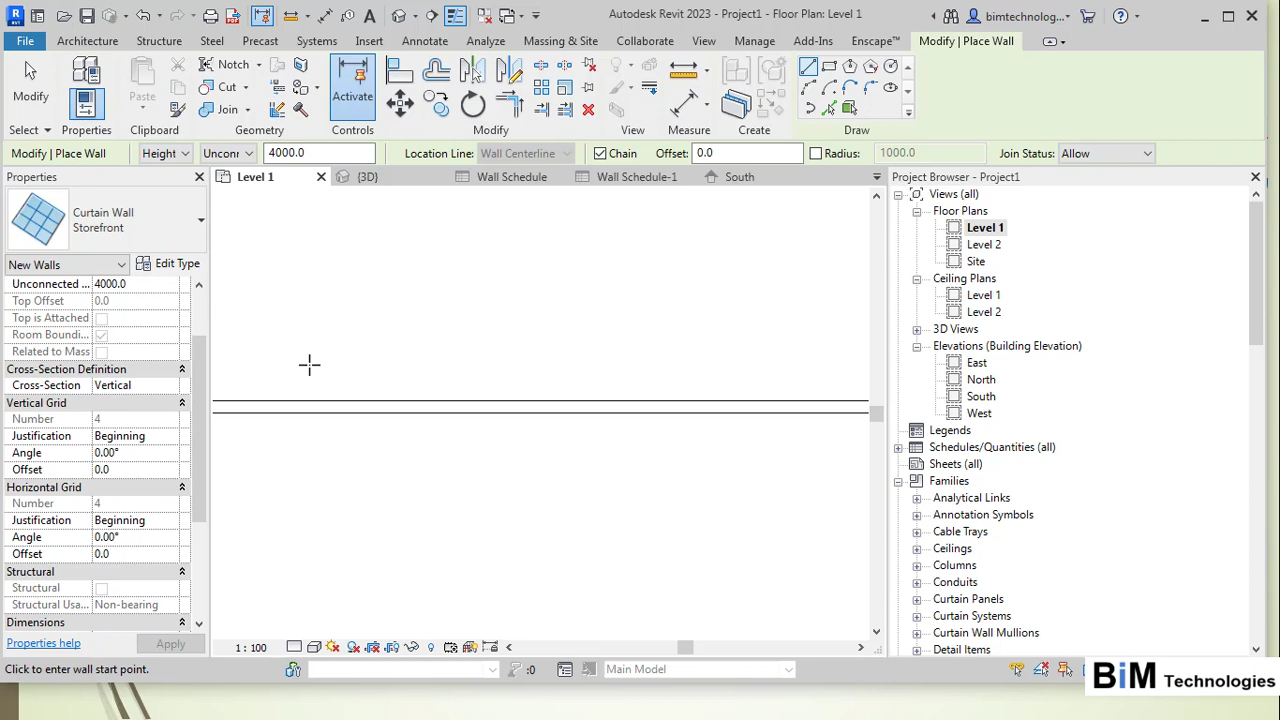 Autodesk Revit 2023 - Project1 - Floor Plan: Level 1
bimtechnolog...
File Architecture Structure Steel Precast Systems Insert Annotate Analyze Massing & Site Collaborate View Manage Add-Ins Enscape™ Modify | Place Wall
Modify
Paste
Notch
Cut
Join
Activate
Select Properties Clipboard Geometry Controls Modify View Measure Create Draw
Modify | Place Wall Height Unconn 4000.0 Location Line: Wall Centerline Chain Offset: 0.0 Radius: 1000.0 Join Status: Allow
Properties
Level 1 {3D} Wall Schedule Wall Schedule-1 South
Project Browser - Project1
Curtain Wall
Storefront
New Walls Edit Type
Unconnected ... 4000.0
Top Offset 0.0
Top is Attached
Room Boundi...
Related to Mass
Cross-Section Definition
Cross-Section Vertical
Vertical Grid
Number 4
Justification Beginning
Angle 0.00°
Offset 0.0
Horizontal Grid
Number 4
Justification Beginning
Angle 0.00°
Offset 0.0
Structural
Structural
Structural Usa... Non-bearing
Dimensions
Properties help Apply
Views (all)
Floor Plans
Level 1
Level 2
Site
Ceiling Plans
Level 1
Level 2
3D Views
Elevations (Building Elevation)
East
North
South
West
Legends
Schedules/Quantities (all)
Sheets (all)
Families
Analytical Links
Annotation Symbols
Cable Trays
Ceilings
Columns
Conduits
Curtain Panels
Curtain Systems
Curtain Wall Mullions
Detail Items
1 : 100
Click to enter wall start point.
:0
Main Model
BiM Technologies